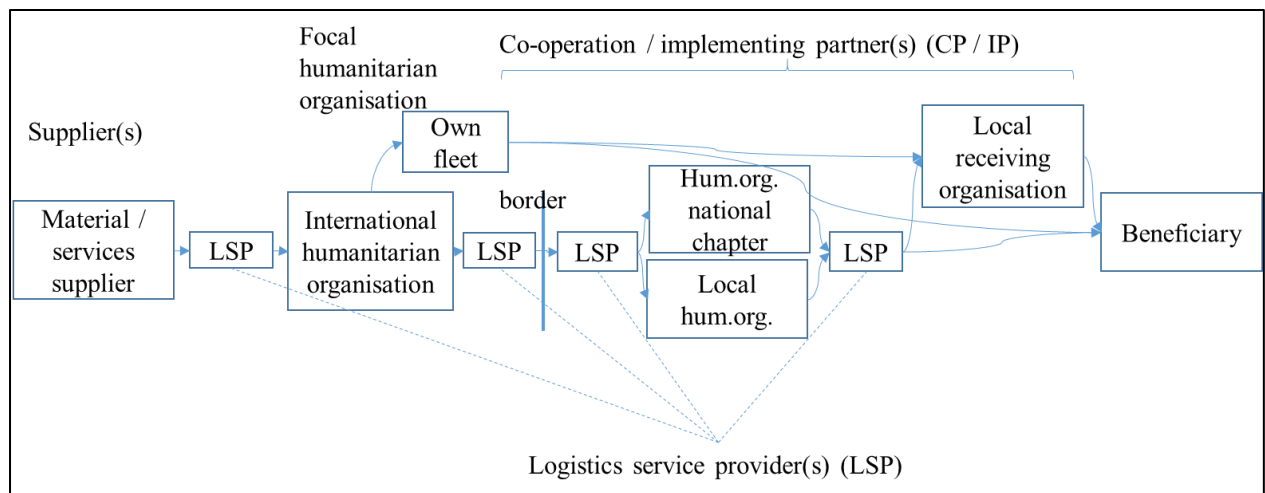 Focal
humanitarian
organisation
Co-operation / implementing partner(s) (CP / IP)
Supplier(s)
Own
fleet
Local
receiving
organisation
Material /
services
supplier
LSP
International
humanitarian
organisation
LSP
border
LSP
Hum.org.
national
chapter
Local
hum.org.
LSP
Beneficiary
Logistics service provider(s) (LSP)